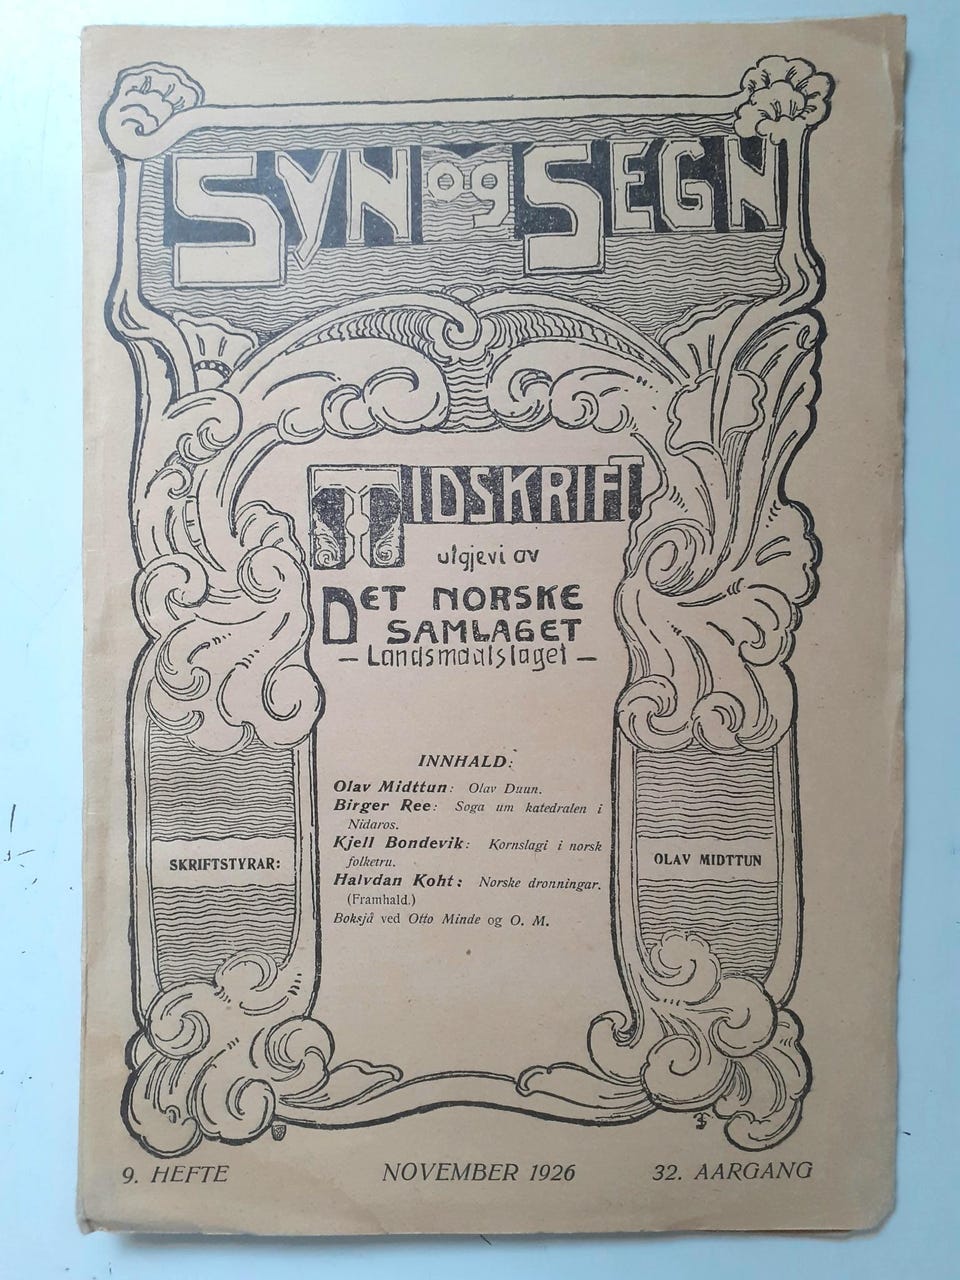 SYN og SEGN
TIDSKRIFT
utgjevi av
DET NORSKE
SAMLAGET
— Landsmaalslaget —
INNHALD:
Olav Midttun: Olav Duun.
Birger Ree: Soga um katedralen i
Nidaros.
Kjell Bondevik: Kornslagi i norsk
folketru.
Halvdan Koht: Norske dronningar.
(Framhald.)
Boksjå ved Otto Minde og O. M.
SKRIFTSTYRAR:
OLAV MIDTTUN
9. HEFTE
NOVEMBER 1926
32. AARGANG